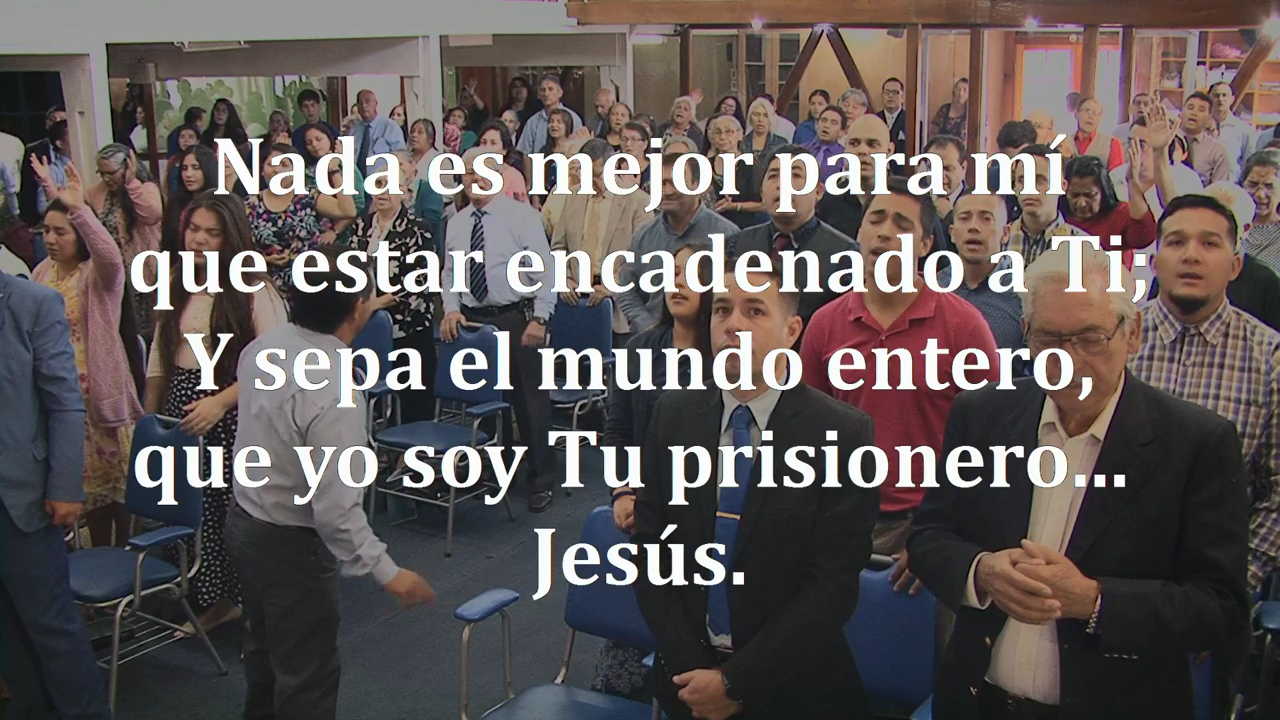 Nada es mejor para mí
que estar encadenado a Ti;
Y sepa el mundo entero,
que yo soy Tu prisionero...
Jesús.